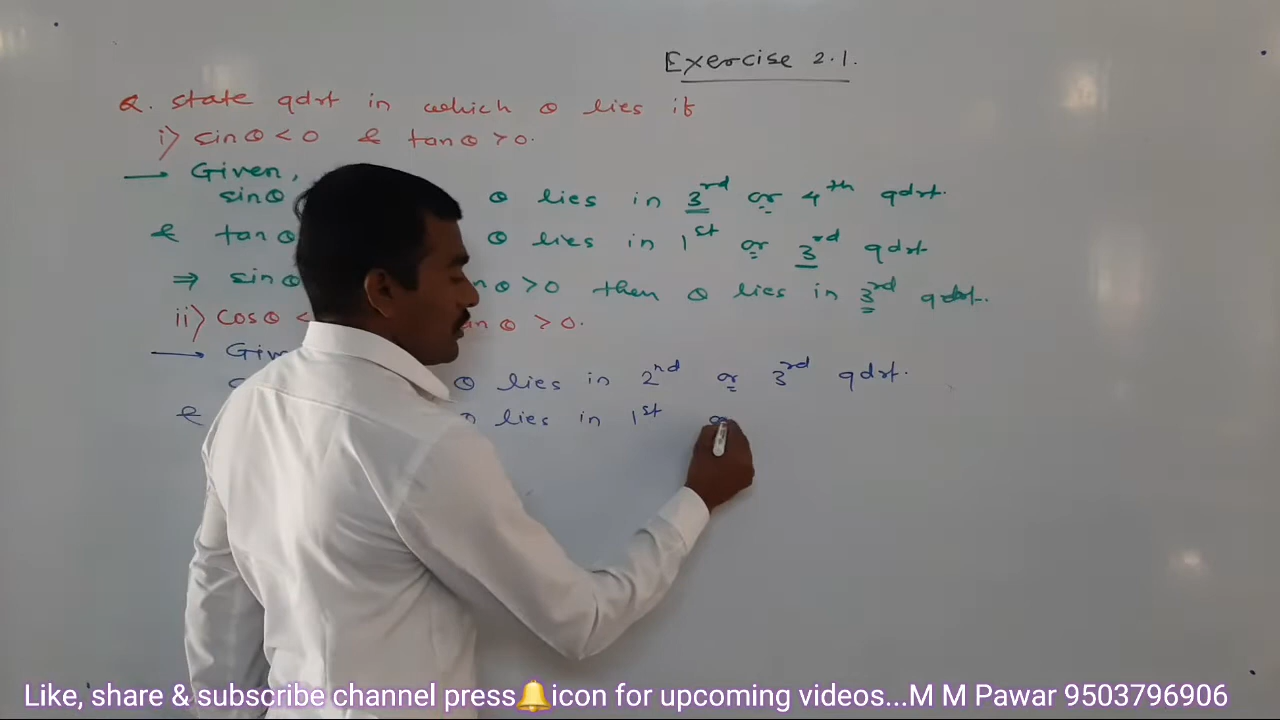 Exercise 2.1.
Q. state qdrt in which θ lies if
i) sinθ < 0 & tanθ > 0.
→ Given,
sinθ θ lies in 3rd or 4th qdrt.
& tanθ θ lies in 1st or 3rd qdrt
⇒ sinθ θ > 0 then θ lies in 3rd qdrt.
ii) cosθ < θ > 0.
→ θ lies in 2nd or 3rd qdrt.
& lies in 1st
Like, share & subscribe channel press🔔icon for upcoming videos...M M Pawar 9503796906